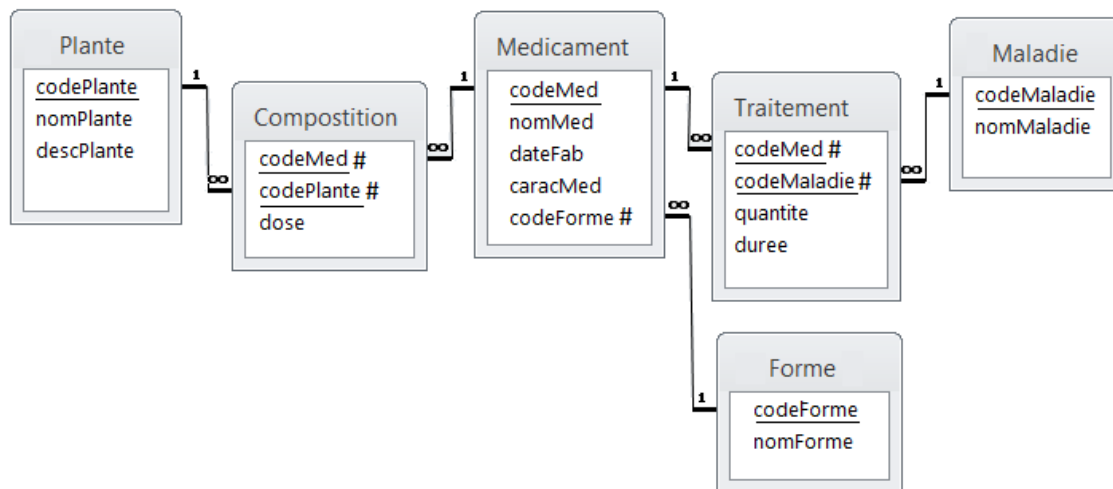 Plante
codePlante
nomPlante
descPlante
1
∞
Compostition
codeMed #
codePlante #
dose
1
∞
Medicament
codeMed
nomMed
dateFab
caracMed
codeForme #
1
∞
∞
1
Traitement
codeMed #
codeMaladie #
quantite
duree
1
∞
Maladie
codeMaladie
nomMaladie
Forme
codeForme
nomForme